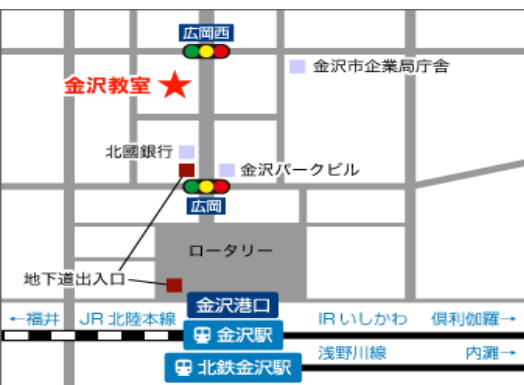 広岡西
金沢市企業局庁舎
金沢教室
北國銀行
金沢パークビル
広岡
ロータリー
地下道出入口
金沢港口
←福井
JR北陸本線
IRいしかわ
倶利伽羅→
金沢駅
浅野川線
内灘→
北鉄金沢駅